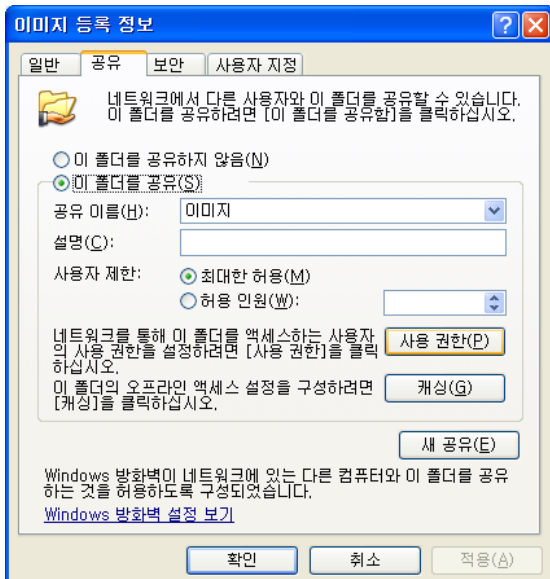 이미지 등록 정보
일반 공유 보안 사용자 지정
네트워크에서 다른 사용자와 이 폴더를 공유할 수 있습니다.
이 폴더를 공유하려면 [이 폴더를 공유함]을 클릭하십시오.
이 폴더를 공유하지 않음(N)
이 폴더를 공유(S)
공유 이름(H): 이미지
설명(C):
사용자 제한: 최대한 허용(M)
허용 인원(W):
네트워크를 통해 이 폴더를 액세스하는 사용자
의 사용 권한을 설정하려면 [사용 권한]을 클릭
하십시오.
사용 권한(P)
이 폴더의 오프라인 액세스 설정을 구성하려면
[캐싱]을 클릭하십시오.
캐싱(G)
새 공유(E)
Windows 방화벽이 네트워크에 있는 다른 컴퓨터와 이 폴더를 공유
하는 것을 허용하도록 구성되었습니다.
Windows 방화벽 설정 보기
확인 취소 적용(A)